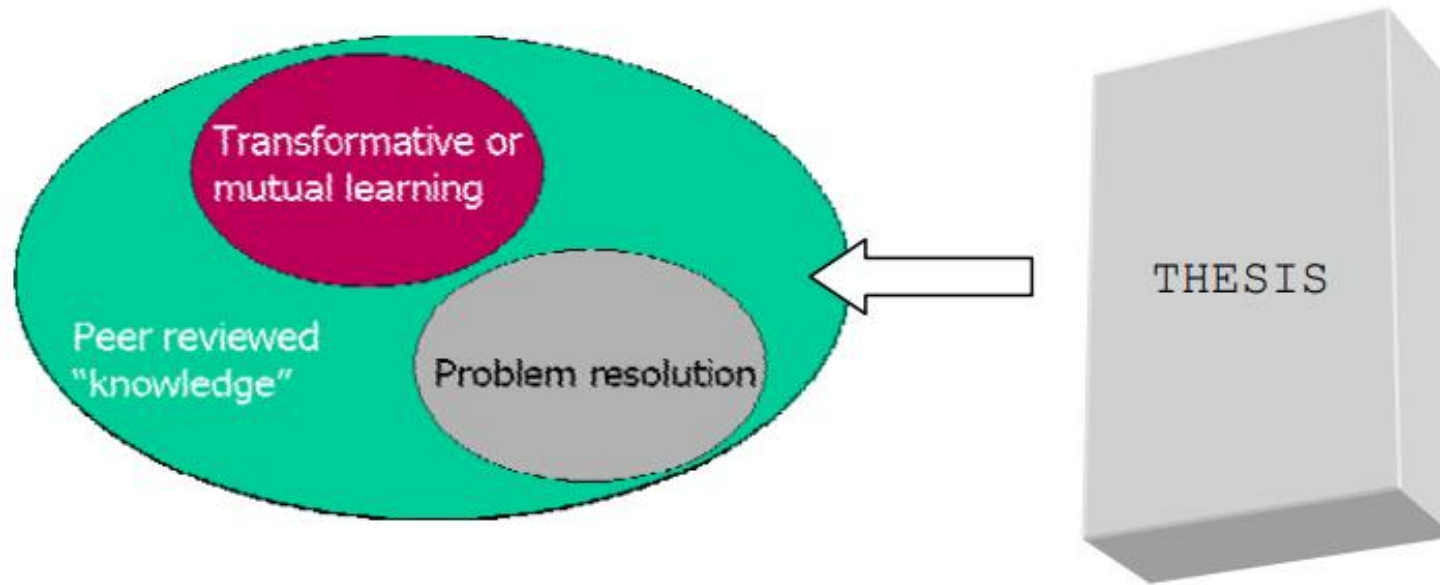 Transformative or
mutual learning
Peer reviewed
“knowledge”
Problem resolution
THESIS